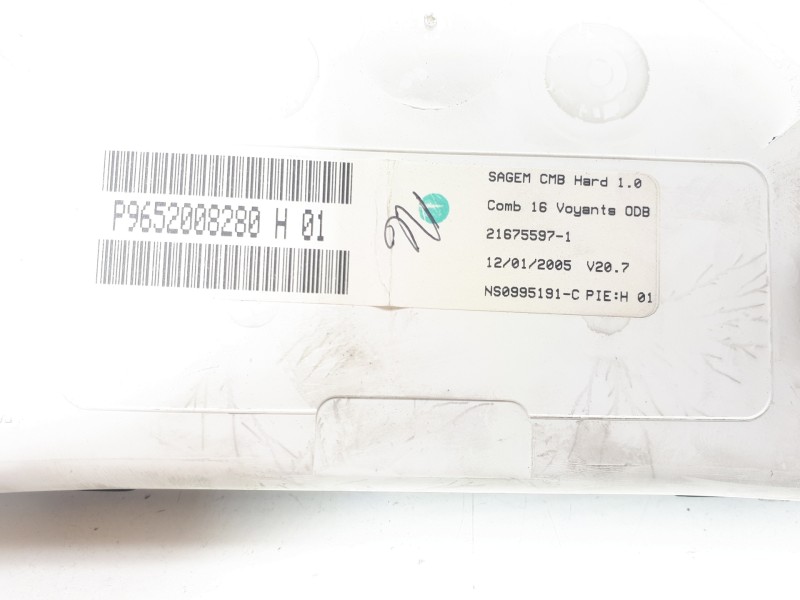 P9652008280 H 01
SAGEM CMB Hard 1.0
Comb 16 Voyants ODB
21675597-1
12/01/2005 V20.7
NS0995191-C PIE:H 01